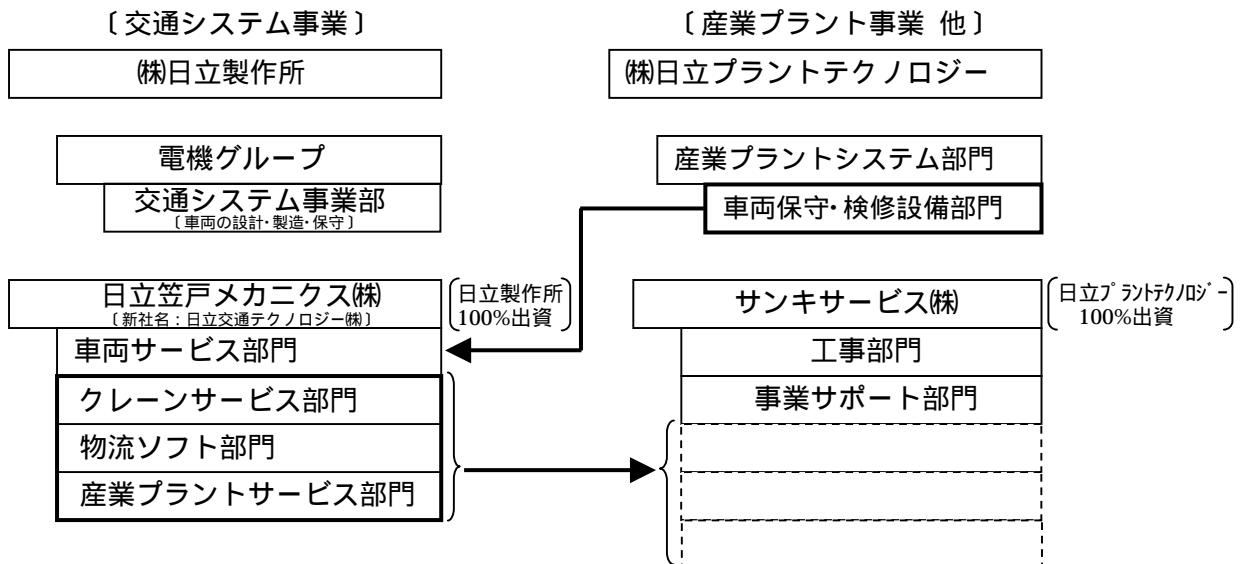 〔交通システム事業〕
㈱日立製作所
電機グループ
交通システム事業部
〔車両の設計・製造・保守〕
日立笠戸メカニクス㈱
〔新社名：日立交通テクノロジー㈱〕
日立製作所
100%出資
車両サービス部門
クレーンサービス部門
物流ソフト部門
産業プラントサービス部門
〔産業プラント事業 他〕
㈱日立プラントテクノロジー
産業プラントシステム部門
車両保守・検修設備部門
サンキサービス㈱
日立ﾌﾟﾗﾝﾄﾃｸﾉﾛｼﾞｰ
100%出資
工事部門
事業サポート部門